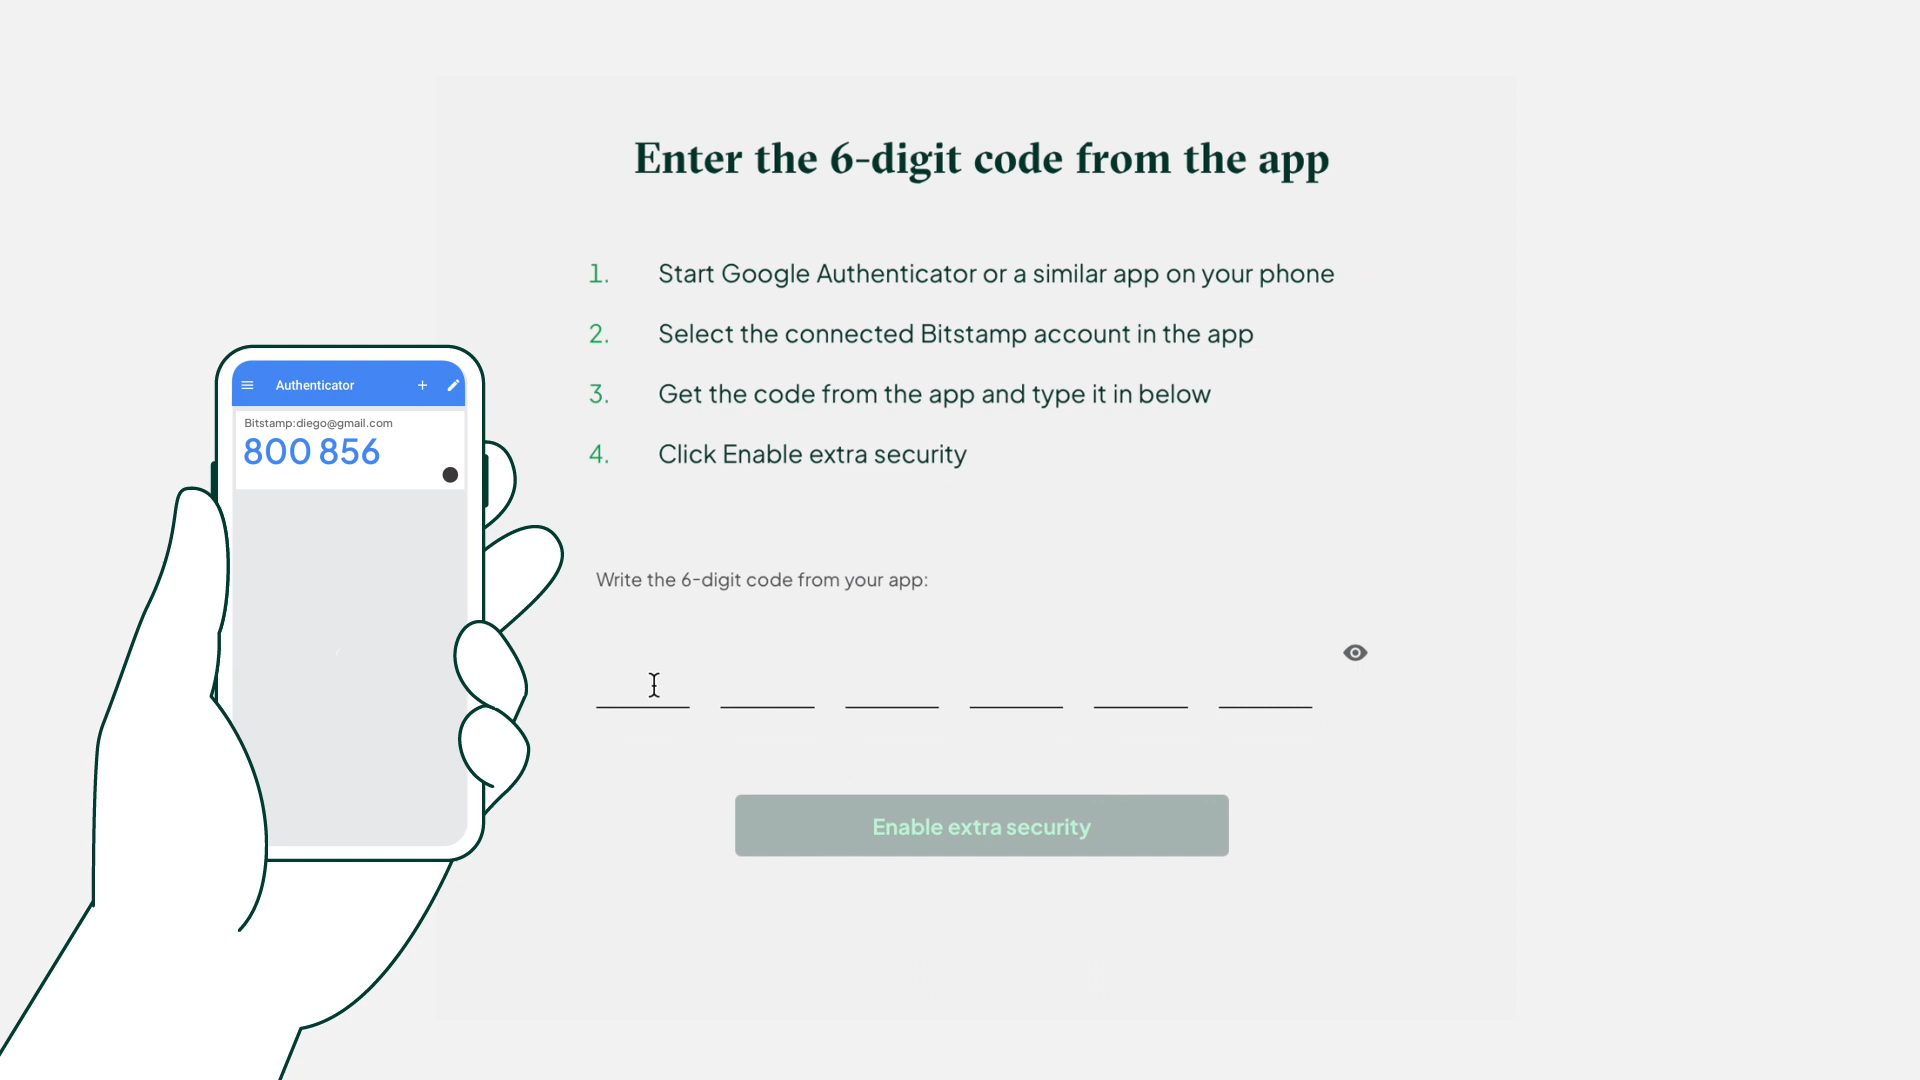 Enter the 6-digit code from the app
1. Start Google Authenticator or a similar app on your phone
2. Select the connected Bitstamp account in the app
3. Get the code from the app and type it in below
4. Click Enable extra security
Authenticator
Bitstamp:diego@gmail.com
800 856
Write the 6-digit code from your app:
Enable extra security